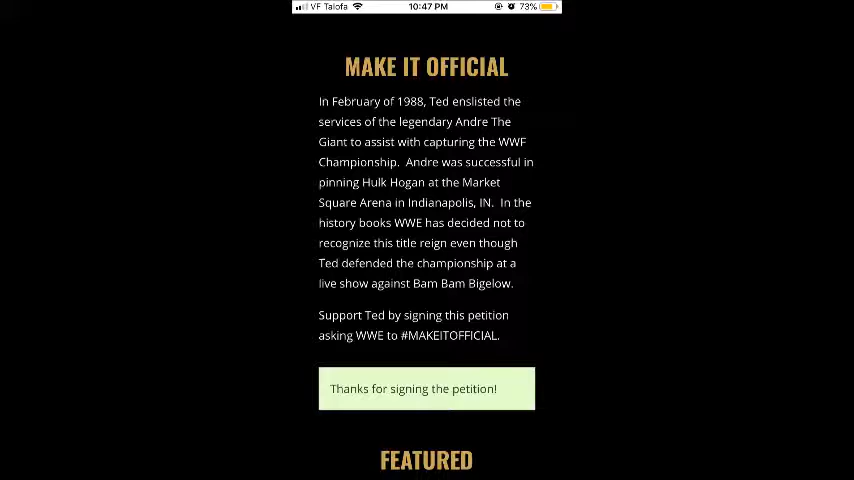 VF Talofa 10:47 PM 73%
MAKE IT OFFICIAL
In February of 1988, Ted enslisted the
services of the legendary Andre The
Giant to assist with capturing the WWF
Championship.  Andre was successful in
pinning Hulk Hogan at the Market
Square Arena in Indianapolis, IN.  In the
history books WWE has decided not to
recognize this title reign even though
Ted defended the championship at a
live show against Bam Bam Bigelow.
Support Ted by signing this petition
asking WWE to #MAKEITOFFICIAL.
Thanks for signing the petition!
FEATURED